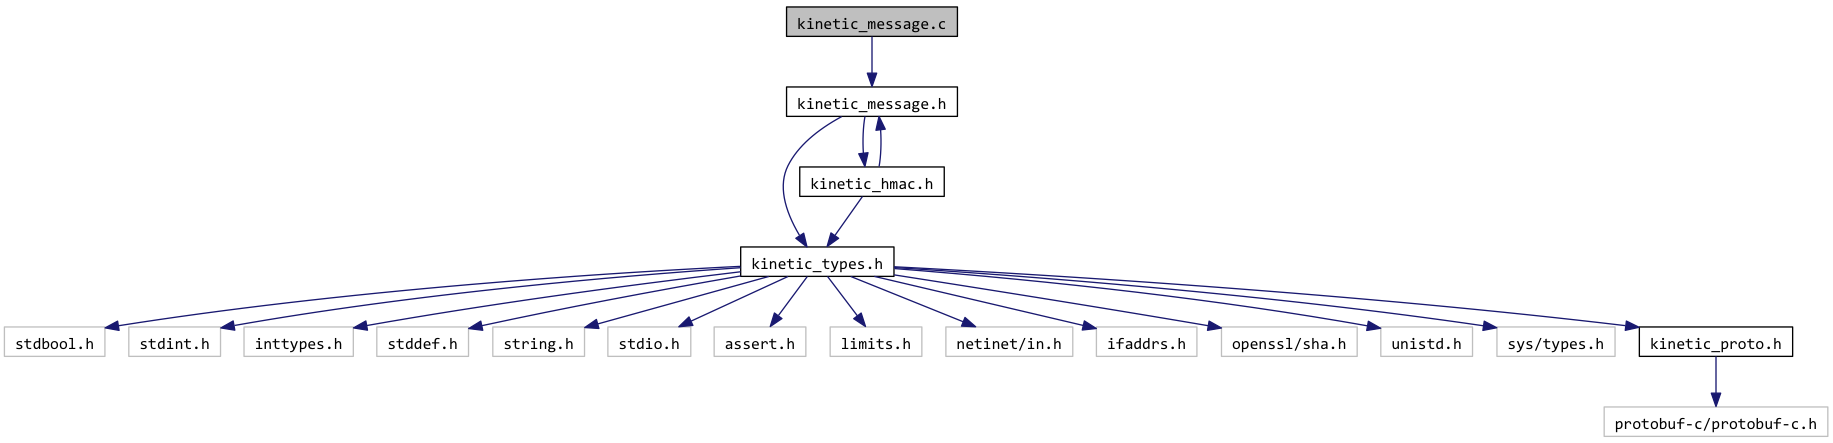 kinetic_message.c
kinetic_message.h
kinetic_hmac.h
kinetic_types.h
stdbool.h
stdint.h
inttypes.h
stddef.h
string.h
stdio.h
assert.h
limits.h
netinet/in.h
ifaddrs.h
openssl/sha.h
unistd.h
sys/types.h
kinetic_proto.h
protobuf-c/protobuf-c.h